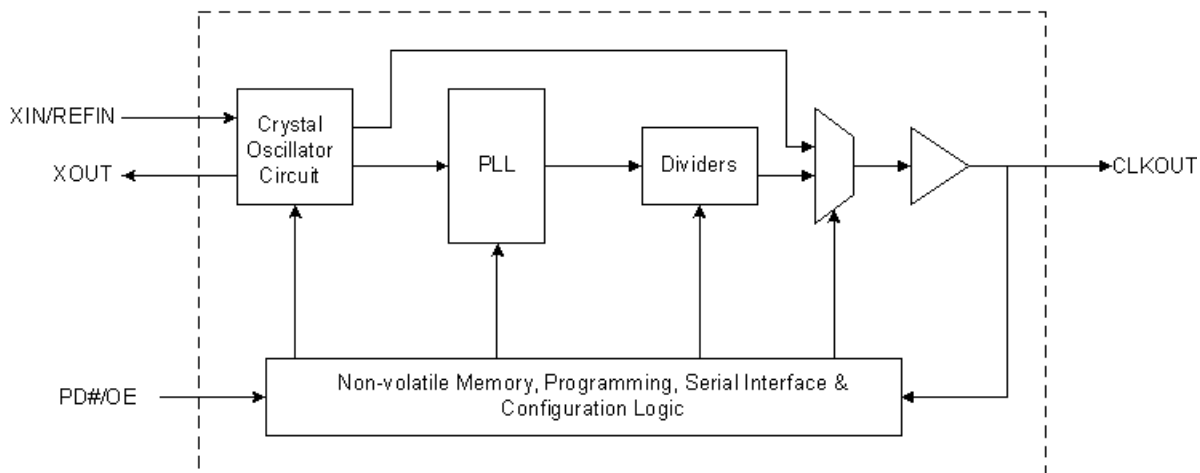 XIN/REFIN
XOUT
Crystal
Oscillator
Circuit
PLL
Dividers
CLKOUT
PD#/OE
Non-volatile Memory, Programming, Serial Interface &
Configuration Logic